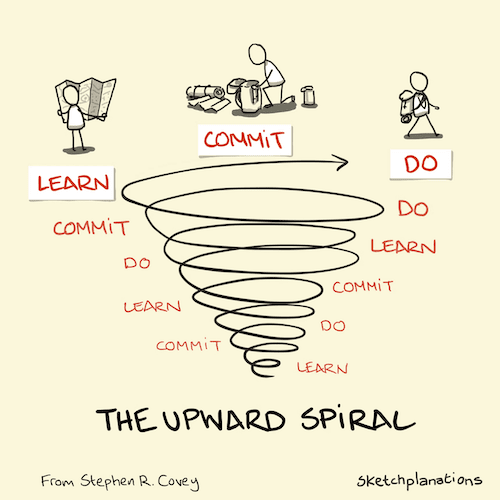 COMMIT
LEARN
DO
COMMIT
DO
LEARN
DO
COMMIT
LEARN
DO
COMMIT
LEARN
THE UPWARD SPIRAL
From Stephen R. Covey
sketchplanations